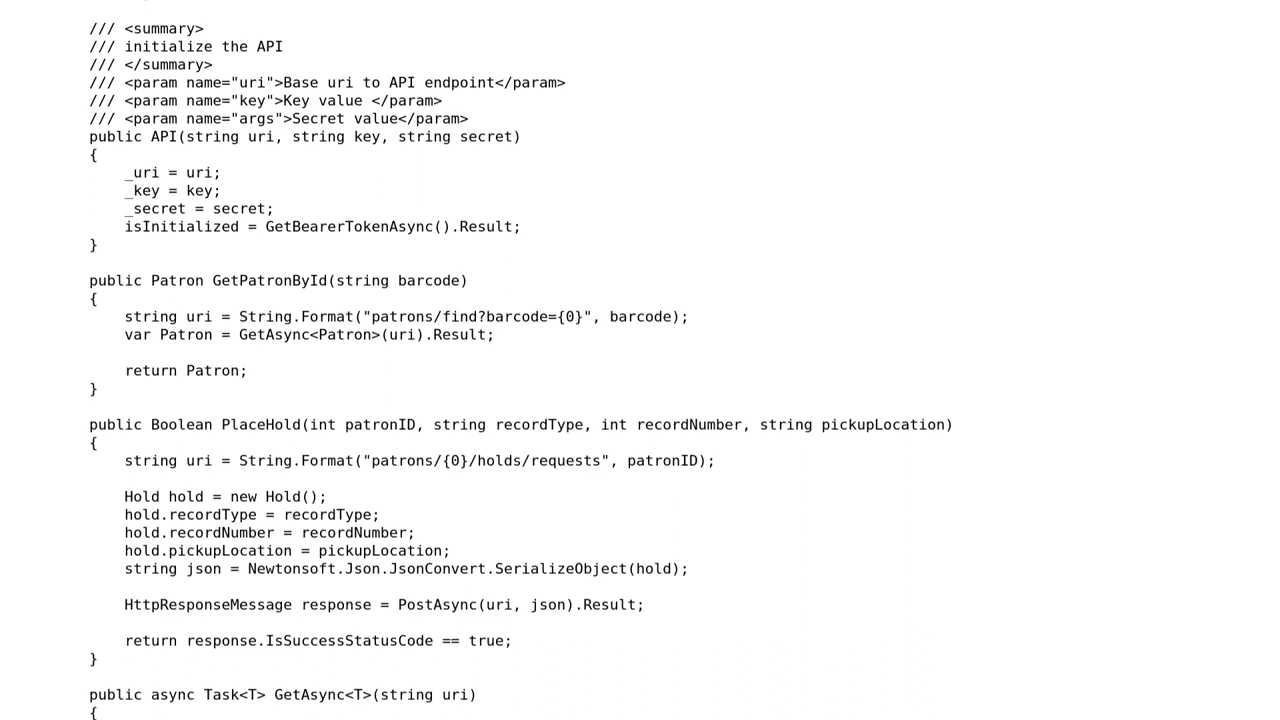 /// <summary>
/// initialize the API
/// </summary>
/// <param name="uri">Base uri to API endpoint</param>
/// <param name="key">Key value </param>
/// <param name="args">Secret value</param>
public API(string uri, string key, string secret)
{
    _uri = uri;
    _key = key;
    _secret = secret;
    isInitialized = GetBearerTokenAsync().Result;
}

public Patron GetPatronById(string barcode)
{
    string uri = String.Format("patrons/find?barcode={0}", barcode);
    var Patron = GetAsync<Patron>(uri).Result;

    return Patron;
}

public Boolean PlaceHold(int patronID, string recordType, int recordNumber, string pickupLocation)
{
    string uri = String.Format("patrons/{0}/holds/requests", patronID);

    Hold hold = new Hold();
    hold.recordType = recordType;
    hold.recordNumber = recordNumber;
    hold.pickupLocation = pickupLocation;
    string json = Newtonsoft.Json.JsonConvert.SerializeObject(hold);

    HttpResponseMessage response = PostAsync(uri, json).Result;

    return response.IsSuccessStatusCode == true;
}

public async Task<T> GetAsync<T>(string uri)
{